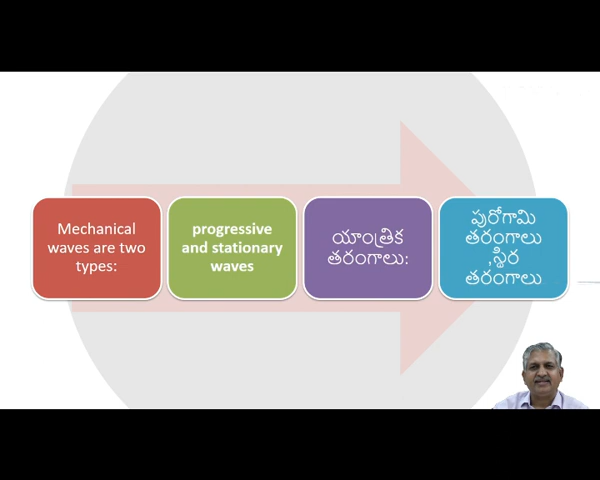 Mechanical
waves are two
types:
progressive
and stationary
waves
యాంత్రిక
తరంగాలు:
పురోగామి
తరంగాలు
,స్థిర
తరంగాలు